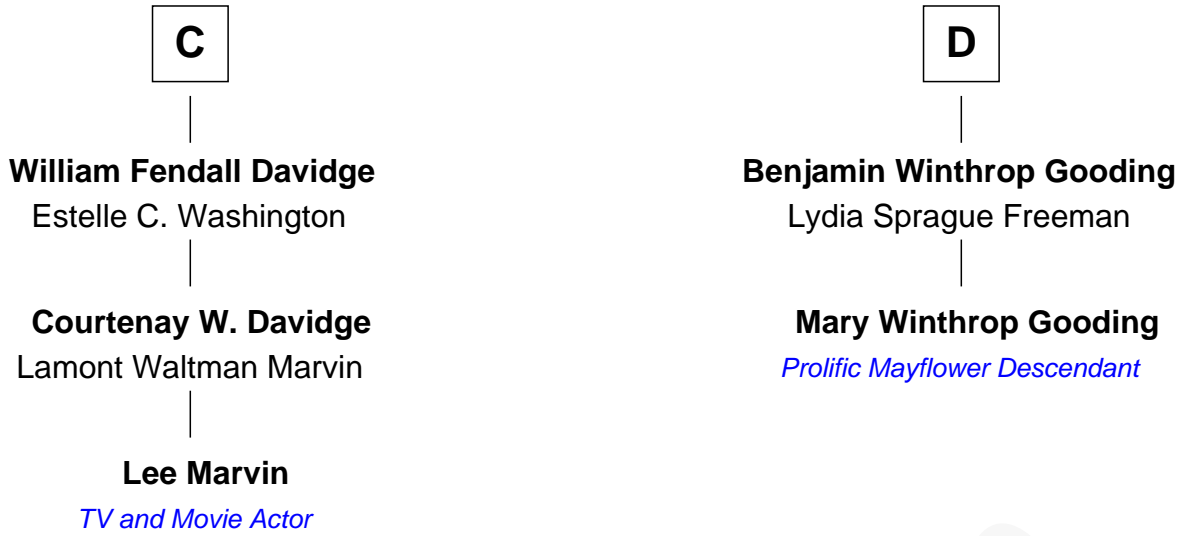 C
William Fendall Davidge
Estelle C. Washington
Courtenay W. Davidge
Lamont Waltman Marvin
Lee Marvin
TV and Movie Actor
D
Benjamin Winthrop Gooding
Lydia Sprague Freeman
Mary Winthrop Gooding
Prolific Mayflower Descendant